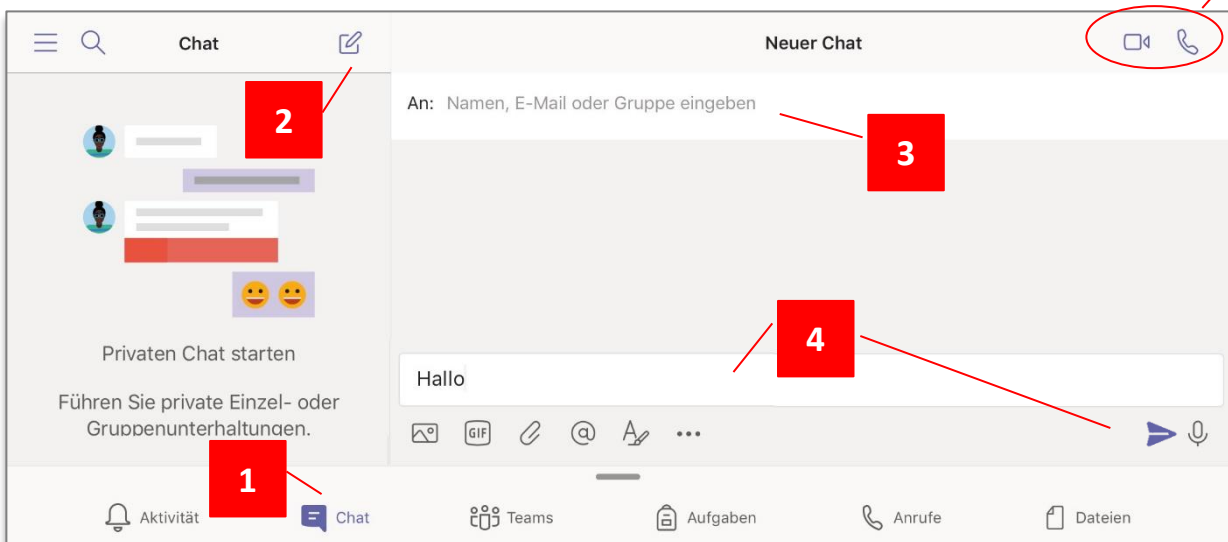 Chat
Neuer Chat
2
An: Namen, E-Mail oder Gruppe eingeben
3
Privaten Chat starten
Führen Sie private Einzel- oder
Gruppenunterhaltungen.
4
Hallo
GIF
@
1
Aktivität
Chat
Teams
Aufgaben
Anrufe
Dateien